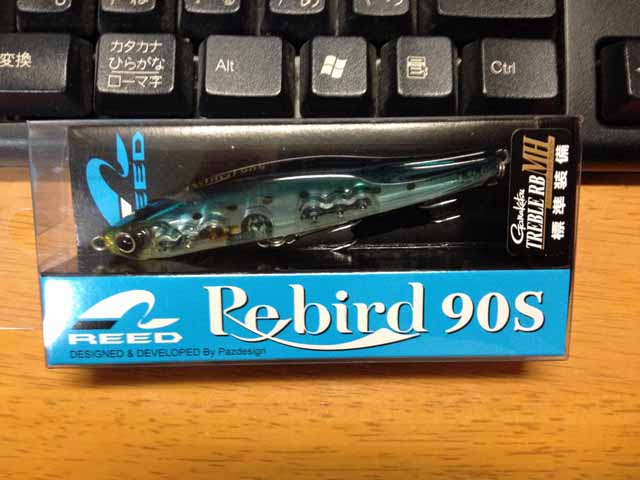 変換
カタカナ
ひらがな
ローマ字
Alt
Ctrl
REED
Gamakatsu
TREBLE RB MH
標準装備
REED
Rebird 90S
DESIGNED & DEVELOPED By Pazdesign